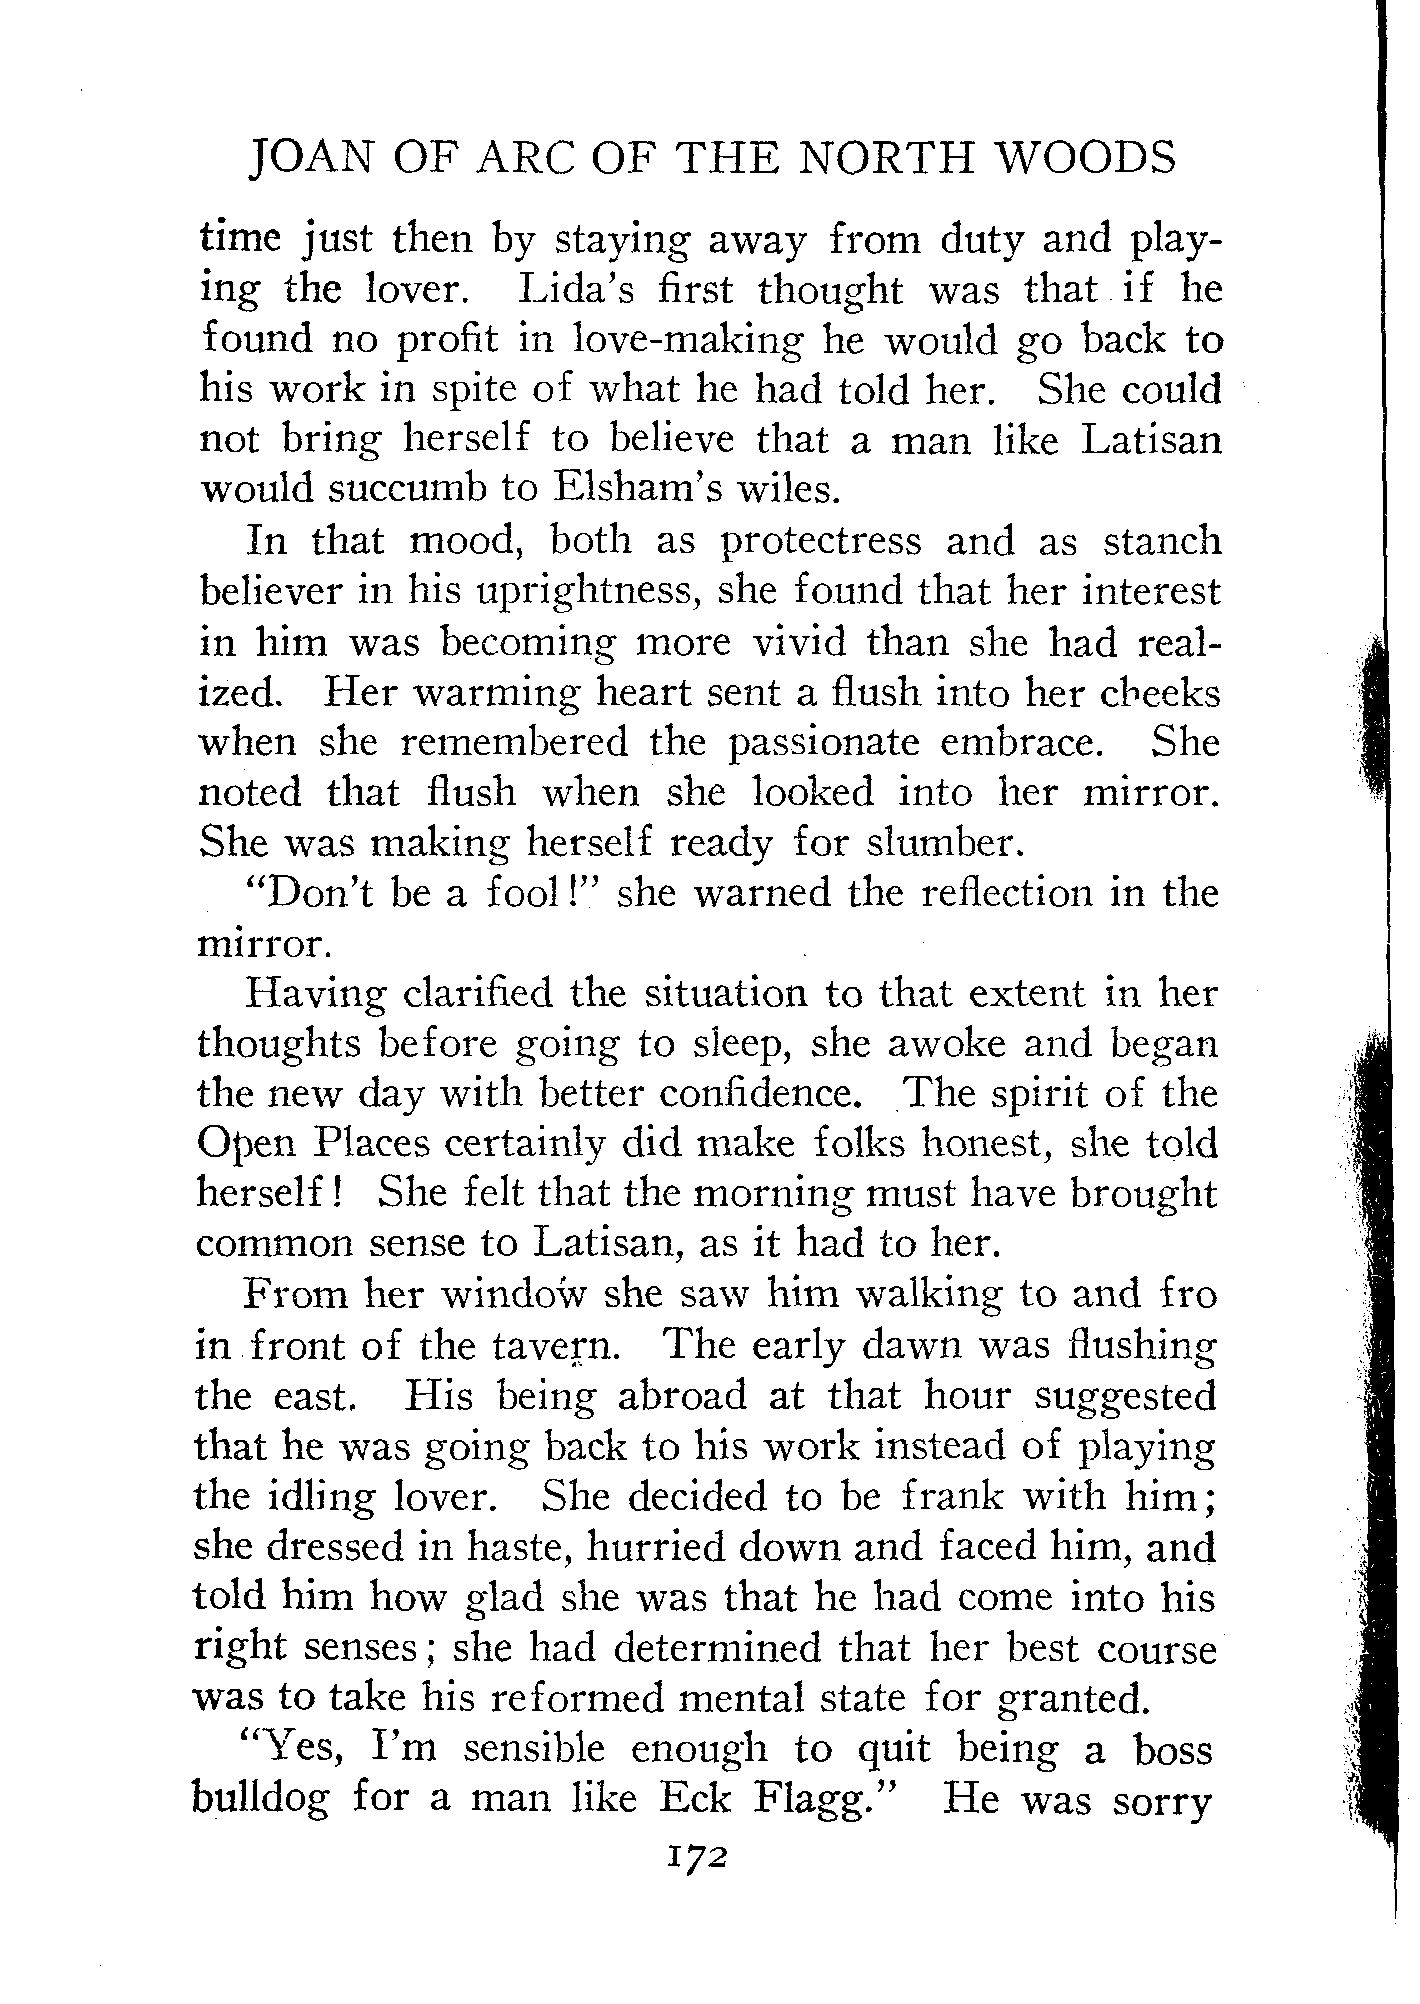 JOAN OF ARC OF THE NORTH WOODS
time just then by staying away from duty and play-
ing the lover. Lida's first thought was that if he
found no profit in love-making he would go back to
his work in spite of what he had told her. She could
not bring herself to believe that a man like Latisan
would succumb to Elsham's wiles.
In that mood, both as protectress and as stanch
believer in his uprightness, she found that her interest
in him was becoming more vivid than she had real-
ized. Her warming heart sent a flush into her cheeks
when she remembered the passionate embrace. She
noted that flush when she looked into her mirror.
She was making herself ready for slumber.
"Don't be a fool!" she warned the reflection in the
mirror.
Having clarified the situation to that extent in her
thoughts before going to sleep, she awoke and began
the new day with better confidence. The spirit of the
Open Places certainly did make folks honest, she told
herself! She felt that the morning must have brought
common sense to Latisan, as it had to her.
From her window she saw him walking to and fro
in front of the tavern. The early dawn was flushing
the east. His being abroad at that hour suggested
that he was going back to his work instead of playing
the idling lover. She decided to be frank with him;
she dressed in haste, hurried down and faced him, and
told him how glad she was that he had come into his
right senses; she had determined that her best course
was to take his reformed mental state for granted.
"Yes, I'm sensible enough to quit being a boss
bulldog for a man like Eck Flagg." He was sorry
172